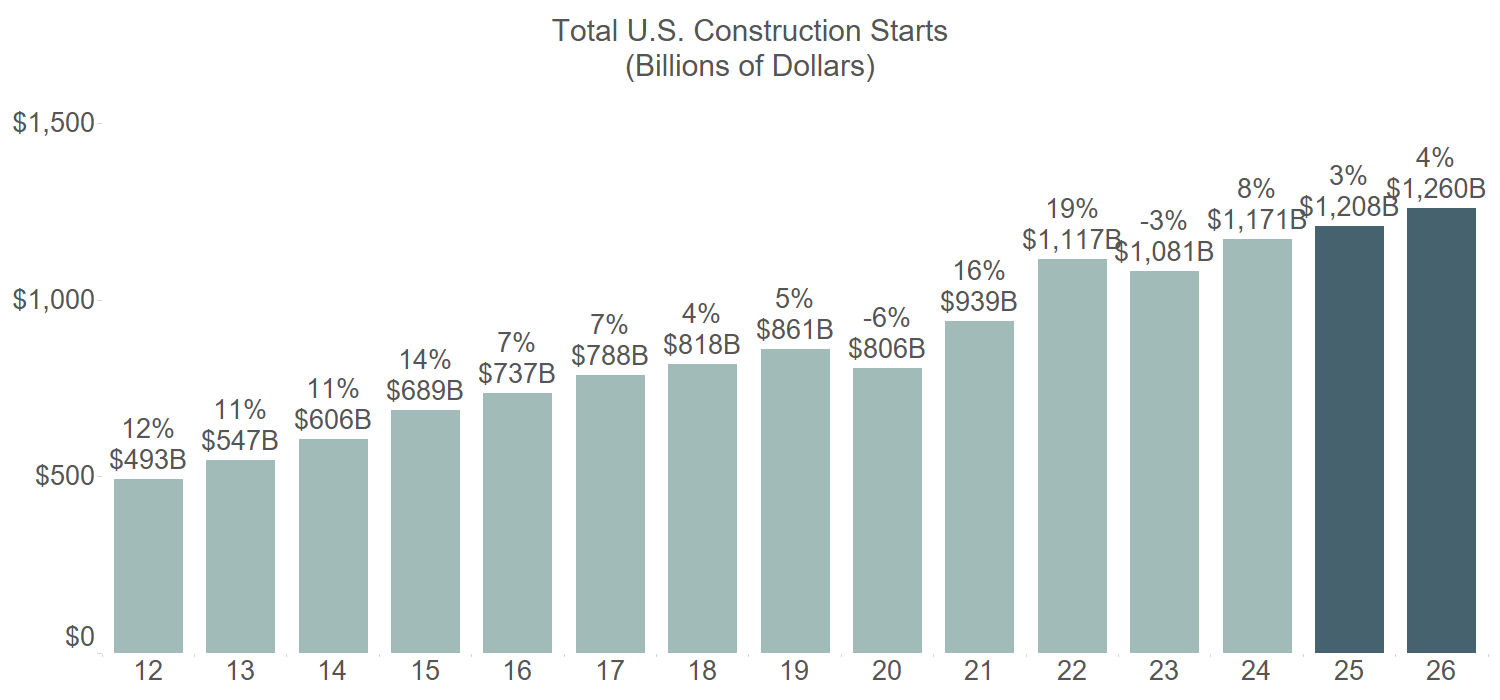 Total U.S. Construction Starts
(Billions of Dollars)
$1,500
$1,000
$500
$0
12%
$493B
11%
$547B
11%
$606B
14%
$689B
7%
$737B
7%
$788B
4%
$818B
5%
$861B
-6%
$806B
16%
$939B
19%
$1,117B
-3%
$1,081B
8%
$1,171B
3%
$1,208B
4%
$1,260B
12 13 14 15 16 17 18 19 20 21 22 23 24 25 26